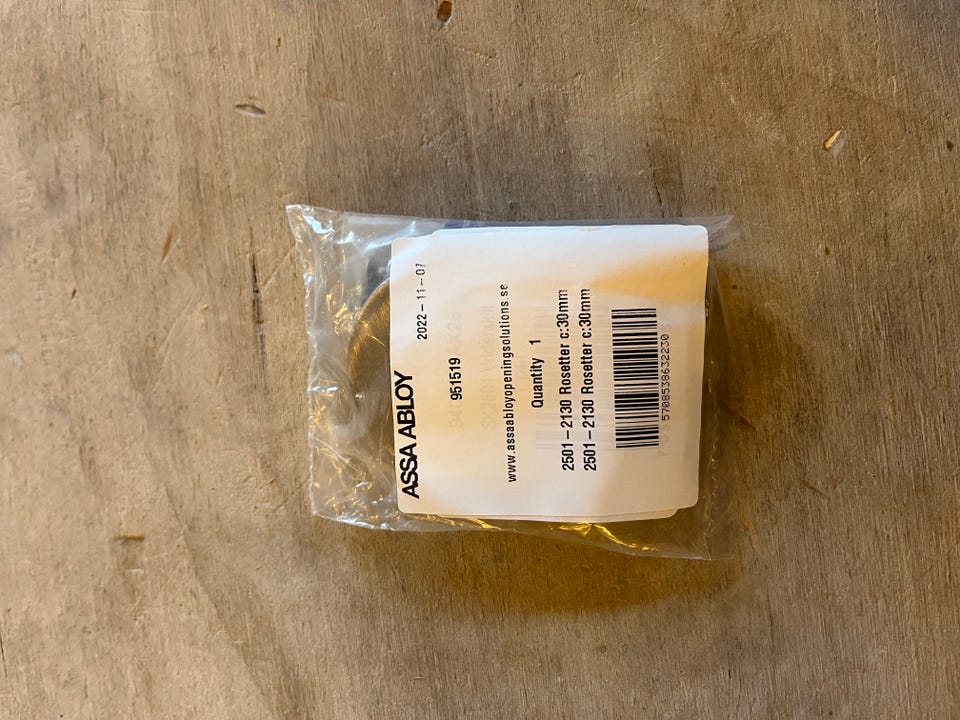 ASSA ABLOY 2022-11-07
951519
www.assaabloyopeningsolutions.se
Quantity 1
2501-2130 Rosetter c:30mm
2501-2130 Rosetter c:30mm
5708538632230